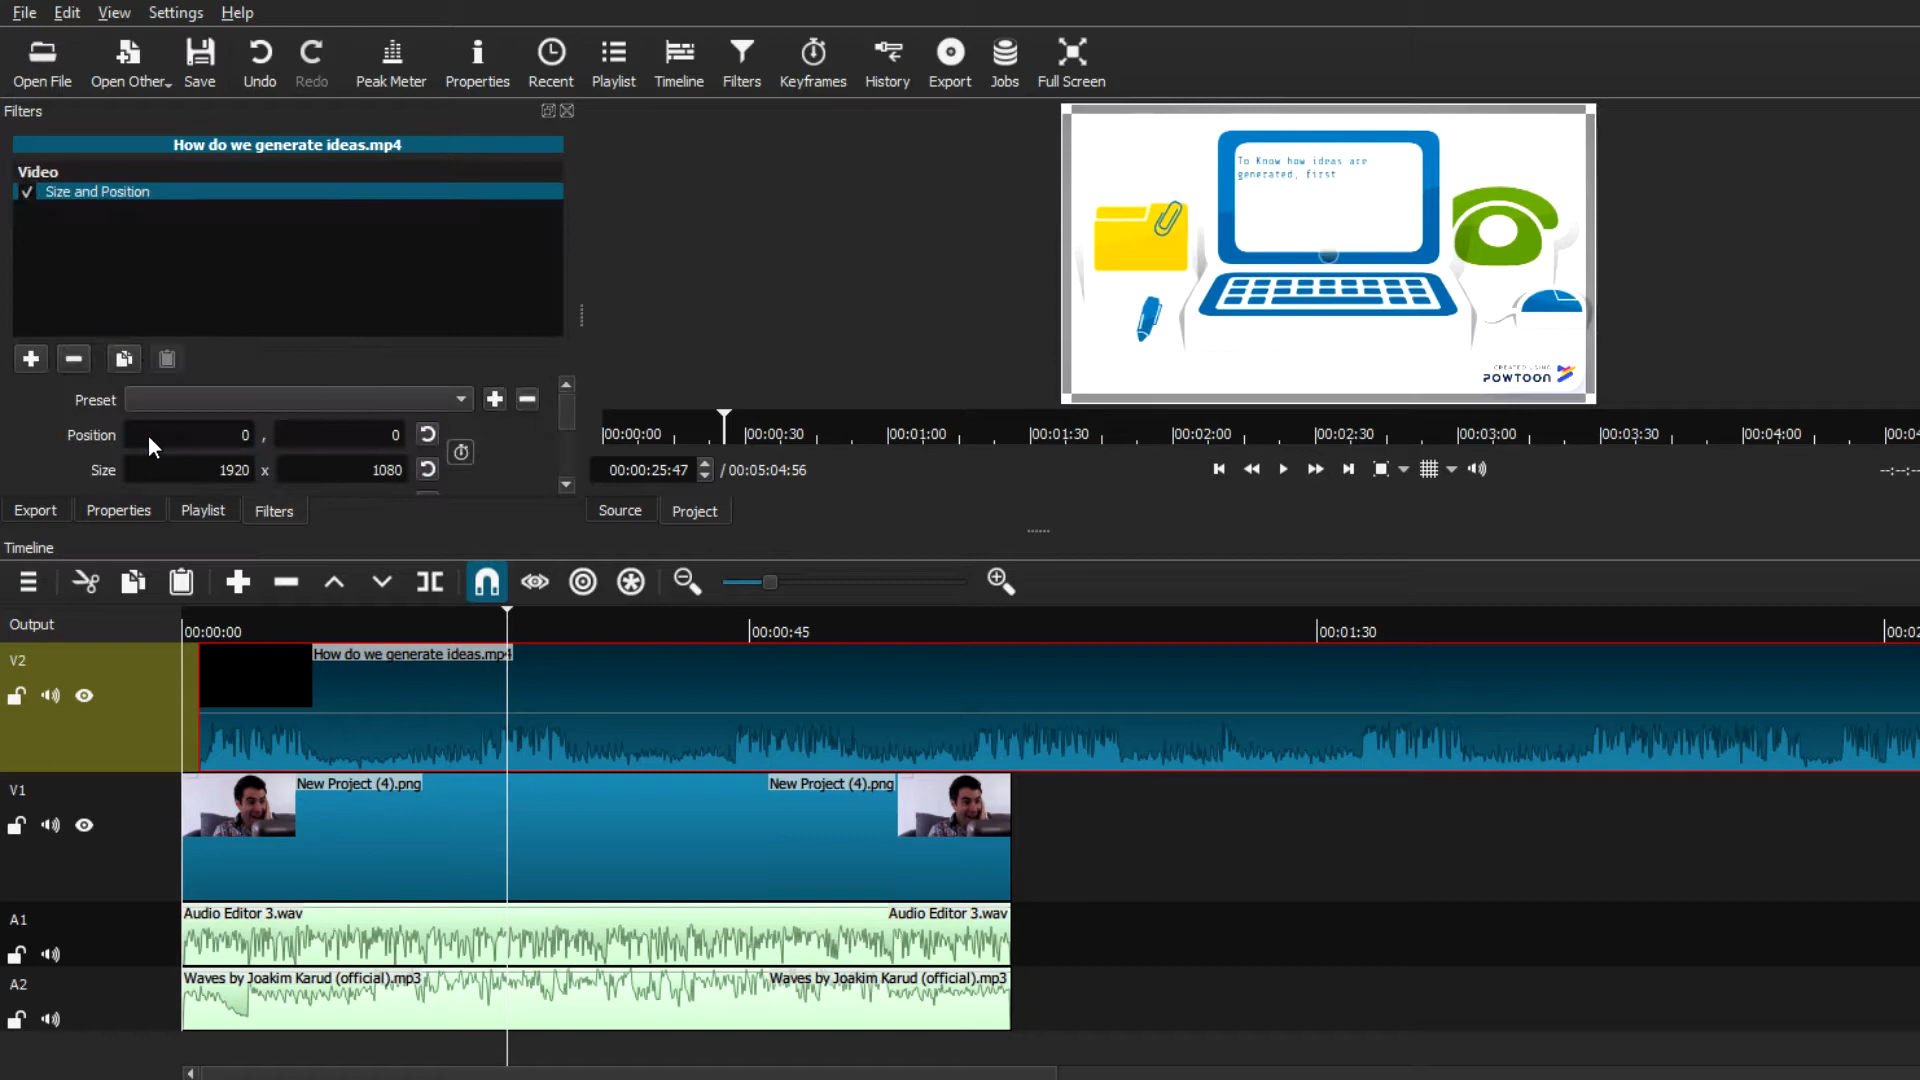 File Edit View Settings Help
Open File Open Other... Save Undo Redo Peak Meter Properties Recent Playlist Timeline Filters Keyframes History Export Jobs Full Screen
Filters
How do we generate ideas.mp4
Video
Size and Position
Preset
Position 0 , 0
Size 1920 x 1080
Export Properties Playlist Filters
To Know how ideas are
generated, first
CREATED USING
POWTOON
00:00:00 00:00:30 00:01:00 00:01:30 00:02:00 00:02:30 00:03:00 00:03:30 00:04:00 00:04
00:00:25:47 / 00:05:04:56 --:--:--
Source Project
Timeline
Output
00:00:00 00:00:45 00:01:30 00:02
V2
How do we generate ideas.mp4
V1
New Project (4).png New Project (4).png
A1
Audio Editor 3.wav Audio Editor 3.wav
A2
Waves by Joakim Karud (official).mp3 Waves by Joakim Karud (official).mp3